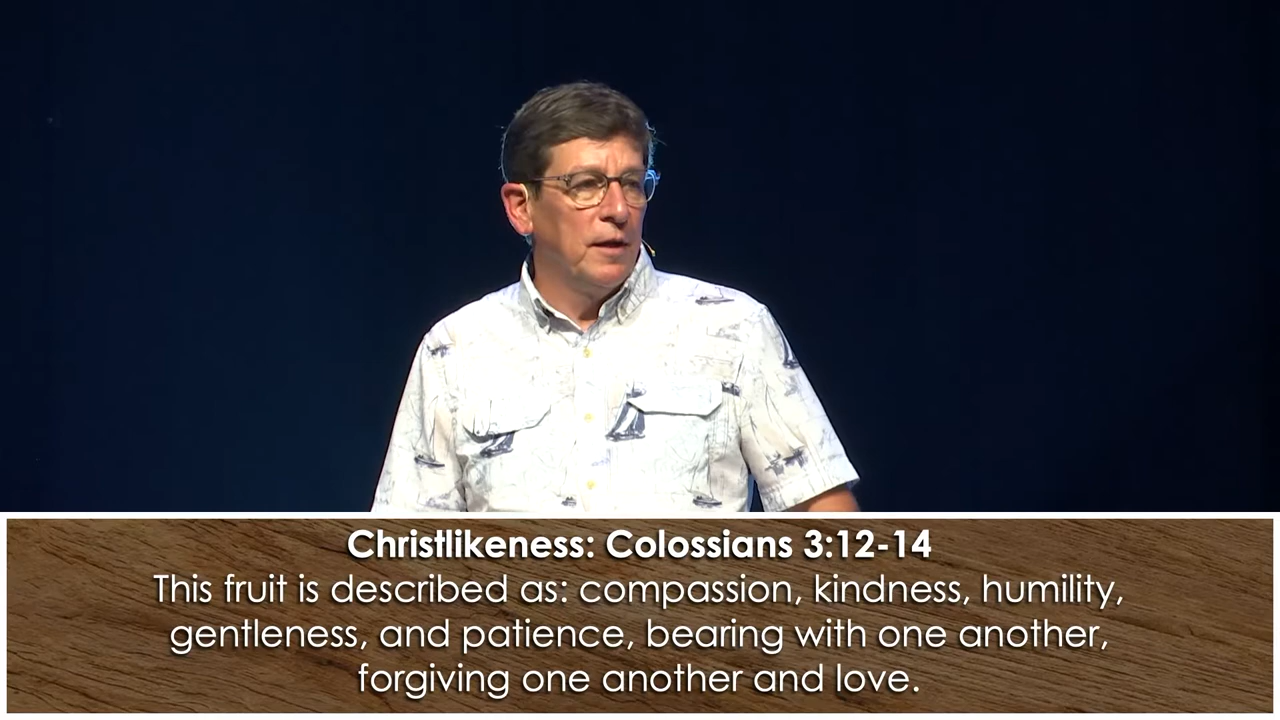 Christlikeness: Colossians 3:12-14
This fruit is described as: compassion, kindness, humility,
gentleness, and patience, bearing with one another,
forgiving one another and love.